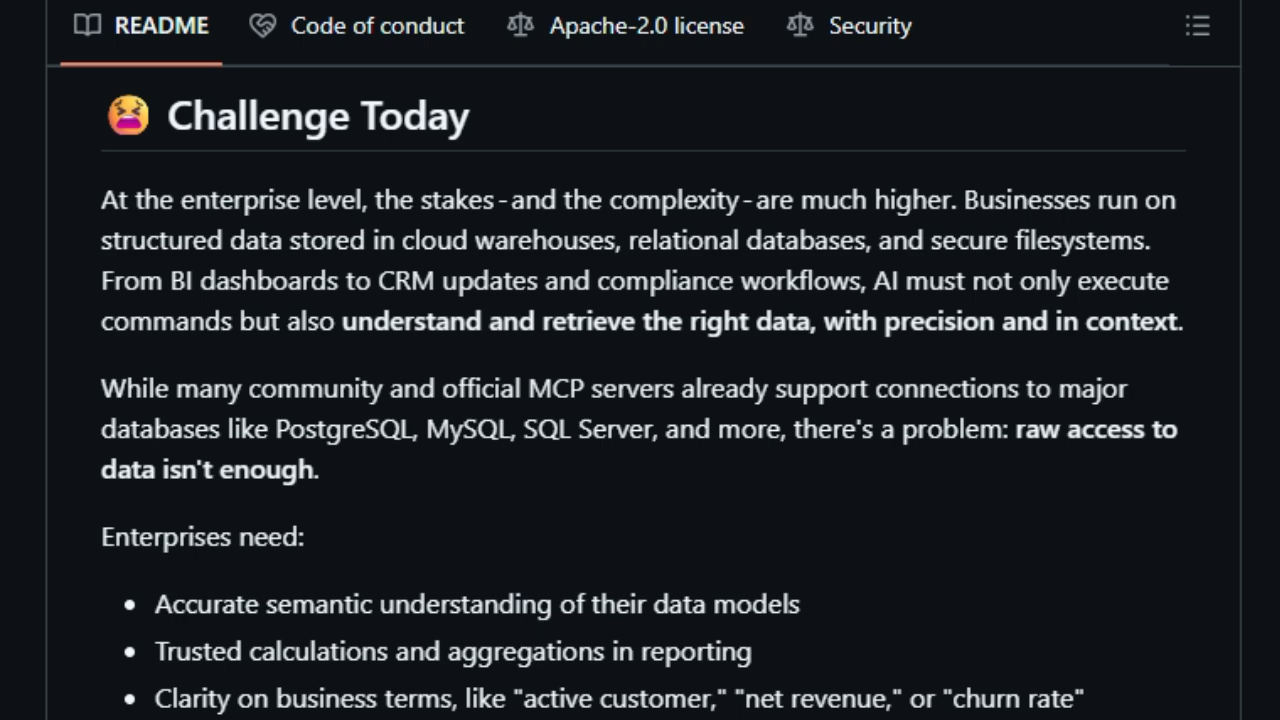 README Code of conduct Apache-2.0 license Security
😫 Challenge Today
At the enterprise level, the stakes-and the complexity-are much higher. Businesses run on
structured data stored in cloud warehouses, relational databases, and secure filesystems.
From BI dashboards to CRM updates and compliance workflows, AI must not only execute
commands but also understand and retrieve the right data, with precision and in context.
While many community and official MCP servers already support connections to major
databases like PostgreSQL, MySQL, SQL Server, and more, there's a problem: raw access to
data isn't enough.
Enterprises need:
• Accurate semantic understanding of their data models
• Trusted calculations and aggregations in reporting
• Clarity on business terms, like "active customer," "net revenue," or "churn rate"